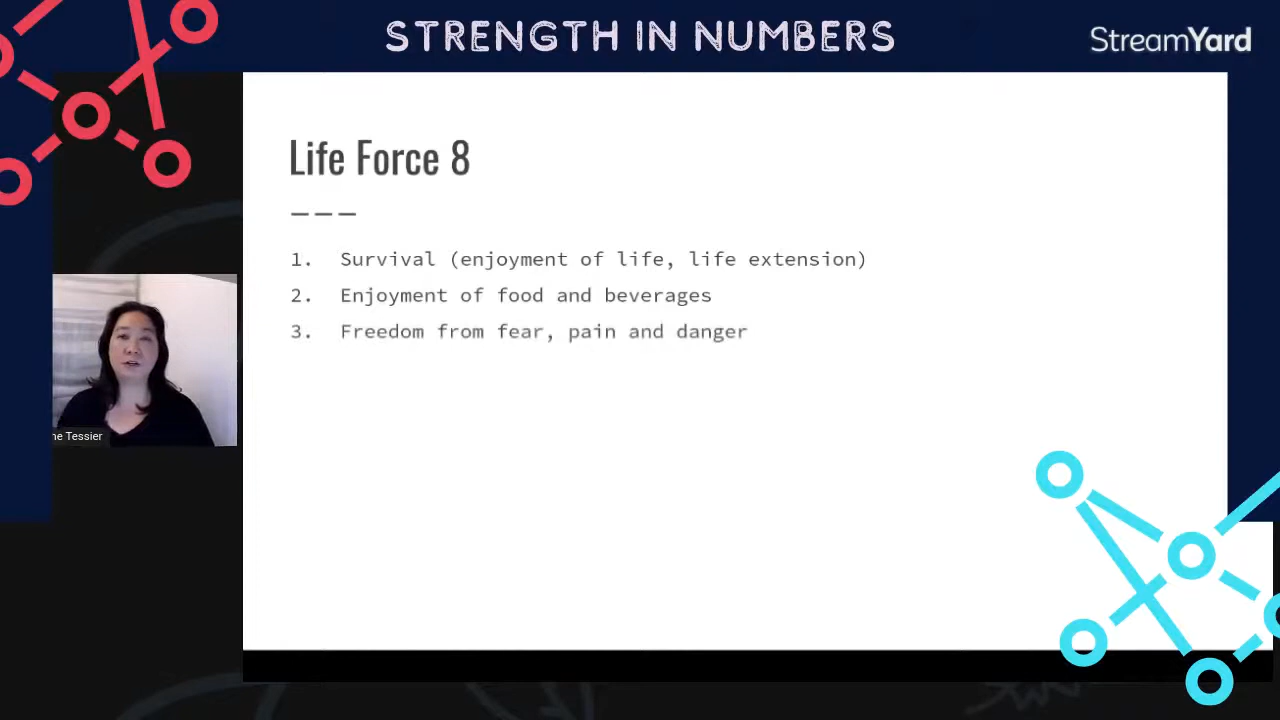 STRENGTH IN NUMBERS
StreamYard
Life Force 8
1. Survival (enjoyment of life, life extension)
2. Enjoyment of food and beverages
3. Freedom from fear, pain and danger
ne Tessier